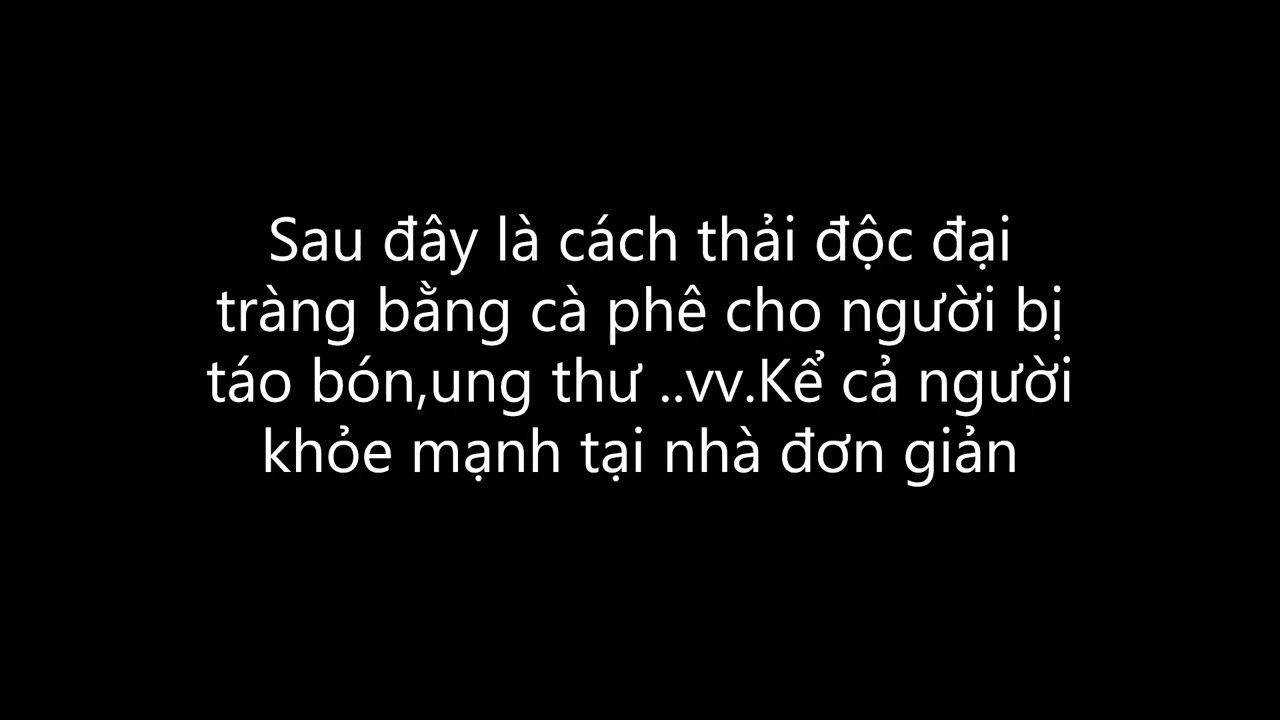 Sau đây là cách thải độc đại
tràng bằng cà phê cho người bị
táo bón,ung thư ..vv.Kể cả người
khỏe mạnh tại nhà đơn giản